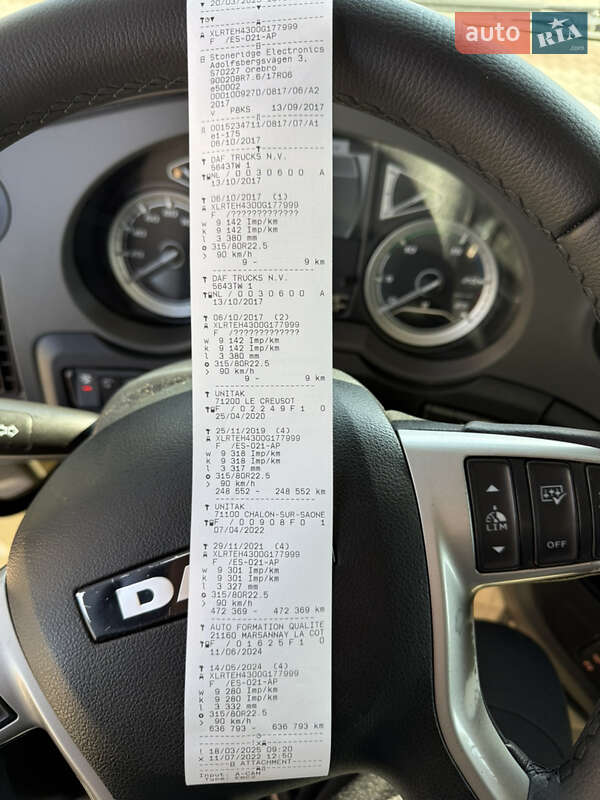 auto RIA
.com
XLRTEH4300G177999
F /ES-021-AP
Stoneridge Electronics
Adolfsbergsvägen 3,
S70227 orebro
900208R7.6/17R06
e50002
0001009270/0817/06/A2
2017
v P8KS 13/09/2017
0015234711/0817/07/A1
e1-175
06/10/2017
DAF TRUCKS N.V.
5643TW 1
NL /0030600 A
13/10/2017
06/10/2017 (1)
XLRTEH4300G177999
F /?????????????
w 9 142 Imp/km
k 9 142 Imp/km
l 3 380 mm
o 315/80R22.5
> 90 km/h
9 - 9 km
DAF TRUCKS N.V.
5643TW 1
NL /0030600 A
13/10/2017
06/10/2017 (2)
XLRTEH4300G177999
F /?????????????
w 9 142 Imp/km
k 9 142 Imp/km
l 3 380 mm
o 315/80R22.5
> 90 km/h
9 - 9 km
UNITAK
71200 LE CREUSOT
F /02249F1 0
25/04/2020
25/11/2019 (4)
XLRTEH4300G177999
F /ES-021-AP
w 9 318 Imp/km
k 9 318 Imp/km
l 3 317 mm
o 315/80R22.5
> 90 km/h
248 552 - 248 552 km
UNITAK
71100 CHALON-SUR-SAONE
F /00908F0 1
07/04/2022
29/11/2021 (4)
XLRTEH4300G177999
F /ES-021-AP
w 9 301 Imp/km
k 9 301 Imp/km
l 3 327 mm
o 315/80R22.5
> 90 km/h
472 369 - 472 369 km
AUTO FORMATION QUALITE
21160 MARSANNAY LA COT
F /01625F1 0
11/06/2024
14/05/2024 (4)
XLRTEH4300G177999
F /ES-021-AP
w 9 280 Imp/km
k 9 280 Imp/km
l 3 332 mm
o 315/80R22.5
> 90 km/h
636 793 - 636 793 km
! 18/03/2025 09:20
x 11/07/2022 12:50
ATTACHMENT
Input: A-CAN
LIM
OFF